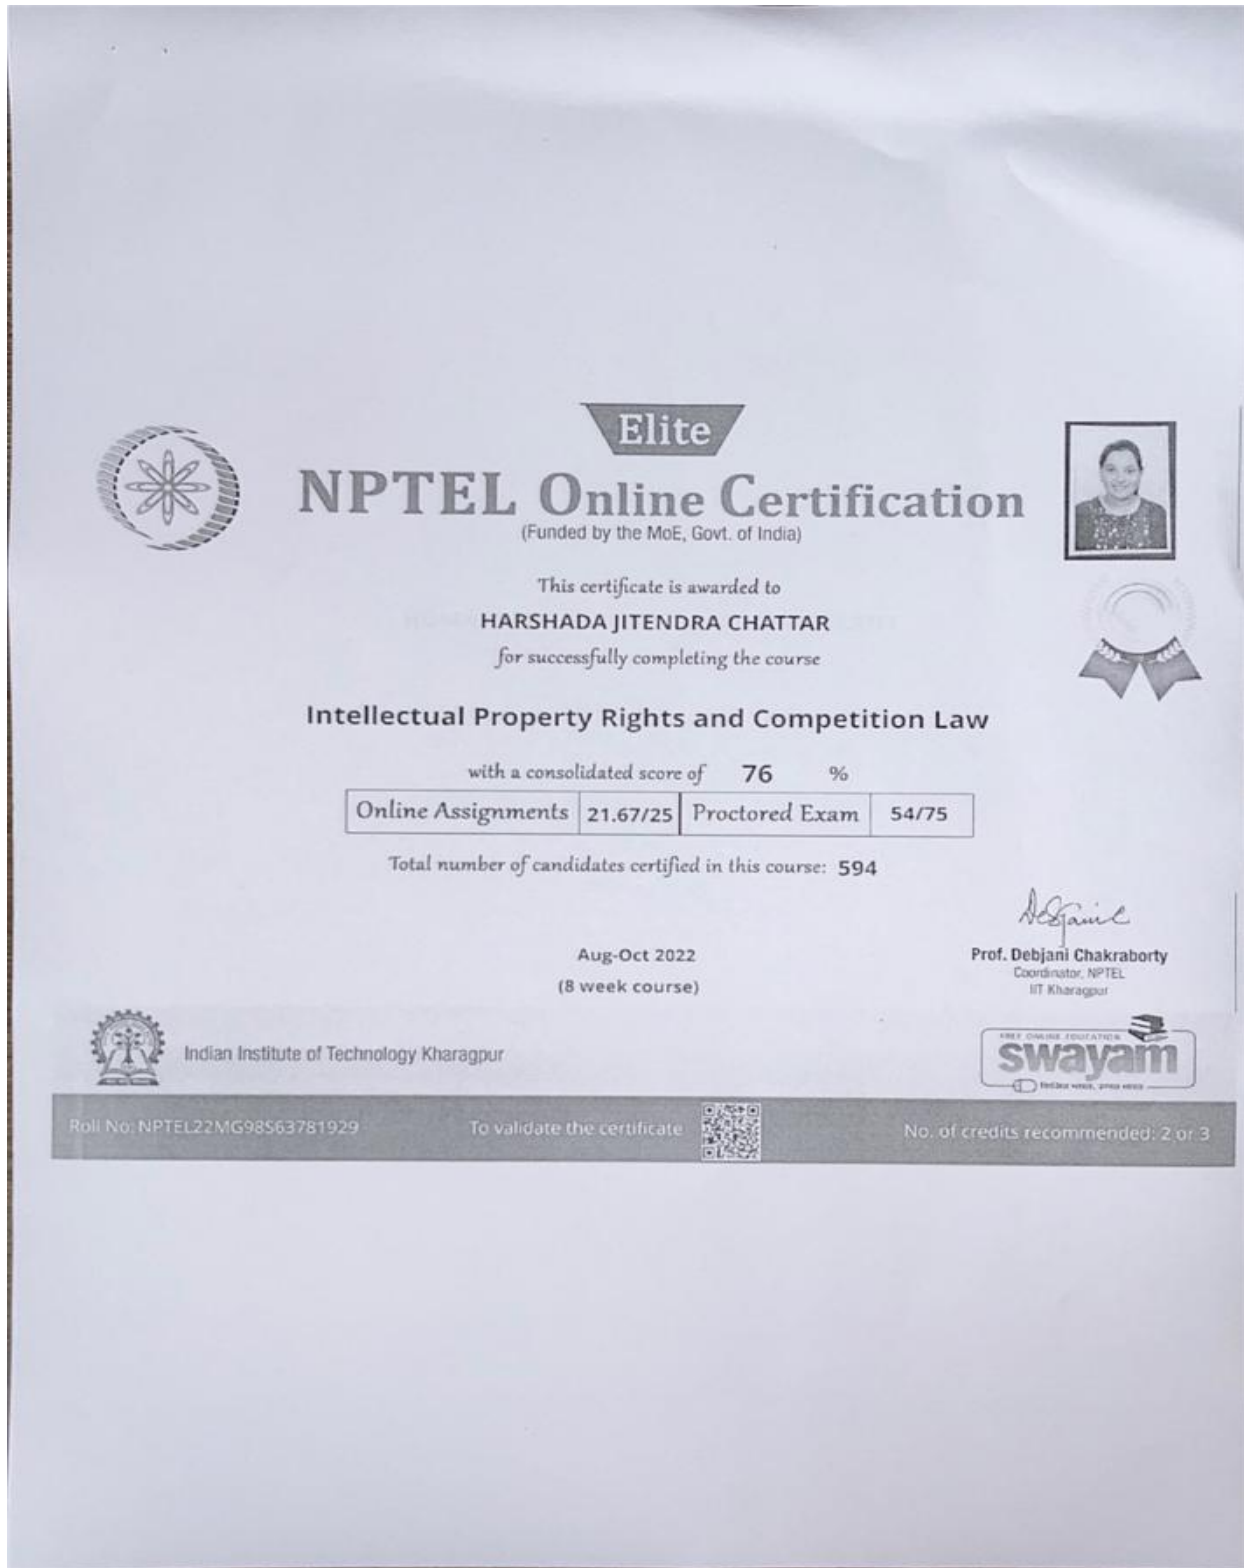 Elite
NPTEL Online Certification
(Funded by the MoE, Govt. of India)
This certificate is awarded to
HARSHADA JITENDRA CHATTAR
for successfully completing the course
Intellectual Property Rights and Competition Law
with a consolidated score of 76 %
Online Assignments 21.67/25 Proctored Exam 54/75
Total number of candidates certified in this course: 594
Aug-Oct 2022
(8 week course)
Prof. Debjani Chakraborty
Coordinator, NPTEL
IIT Kharagpur
Indian Institute of Technology Kharagpur
FREE ONLINE EDUCATION
swayam
Roll No: NPTEL22MG98S63781929 To validate the certificate No. of credits recommended: 2 or 3